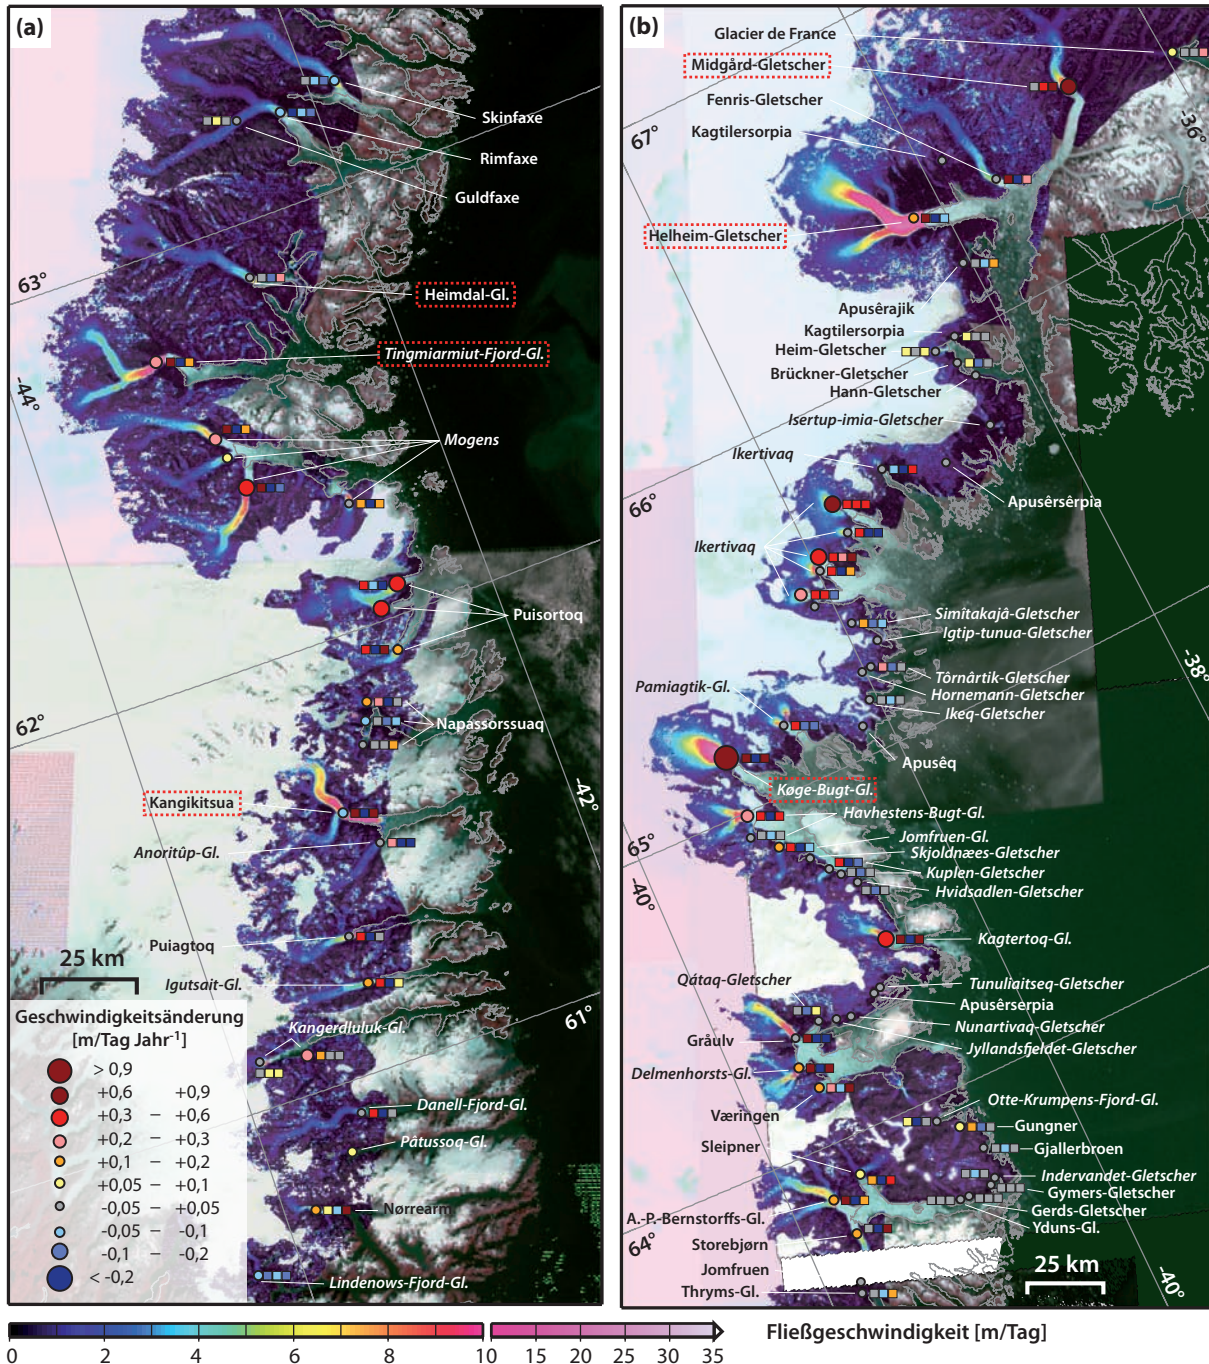 (a)
Skinfaxe
Rimfaxe
Guldfaxe
63°
Heimdal-Gl.
Tingmiarmiut-Fjord-Gl.
-44°
Mogens
Puisortoq
62°
Napassorssuaq
-42°
Kangikitsua
Anoritûp-Gl.
Puiagtoq
25 km
Igutsait-Gl.
61°
Geschwindigkeitsänderung
[m/Tag Jahr⁻¹]
> 0,9
+0,6 +0,9
+0,3 – +0,6
+0,2 – +0,3
+0,1 – +0,2
+0,05 – +0,1
-0,05 – +0,05
-0,05 – -0,1
-0,1 – -0,2
< -0,2
Kangerdluluk-Gl.
Danell-Fjord-Gl.
Pâtussoq-Gl.
Nørrearm
Lindenows-Fjord-Gl.
(b)
Glacier de France
Midgård-Gletscher
Fenris-Gletscher
-36°
67°
Kagtilersorpia
Helheim-Gletscher
Apusêrajik
Kagtilersorpia
Heim-Gletscher
Brückner-Gletscher
Hann-Gletscher
Isertup-imia-Gletscher
Ikertivaq
Apusêrsêrpia
66°
Ikertivaq
Simîtakajâ-Gletscher
Igtip-tunua-Gletscher
-38°
Tôrnârtik-Gletscher
Pamiagtik-Gl.
Hornemann-Gletscher
Ikeq-Gletscher
Apusêq
Køge-Bugt-Gl.
Havhestens-Bugt-Gl.
65°
Jomfruen-Gl.
Skjoldnæes-Gletscher
Kuplen-Gletscher
-40°
Hvidsadlen-Gletscher
Kagtertoq-Gl.
Qátaq-Gletscher
Tunuliaitseq-Gletscher
Apusêrserpia
Nunartivaq-Gletscher
Gråulv
Jyllandsfjeldet-Gletscher
Delmenhorsts-Gl.
Væringen
Otte-Krumpens-Fjord-Gl.
Gungner
Sleipner
Gjallerbroen
Indervandet-Gletscher
Gymers-Gletscher
Gerds-Gletscher
A.-P.-Bernstorffs-Gl.
Yduns-Gl.
64°
Storebjørn
Jomfruen
25 km
-40°
Thryms-Gl.
0 2 4 6 8 10 15 20 25 30 35
Fließgeschwindigkeit [m/Tag]